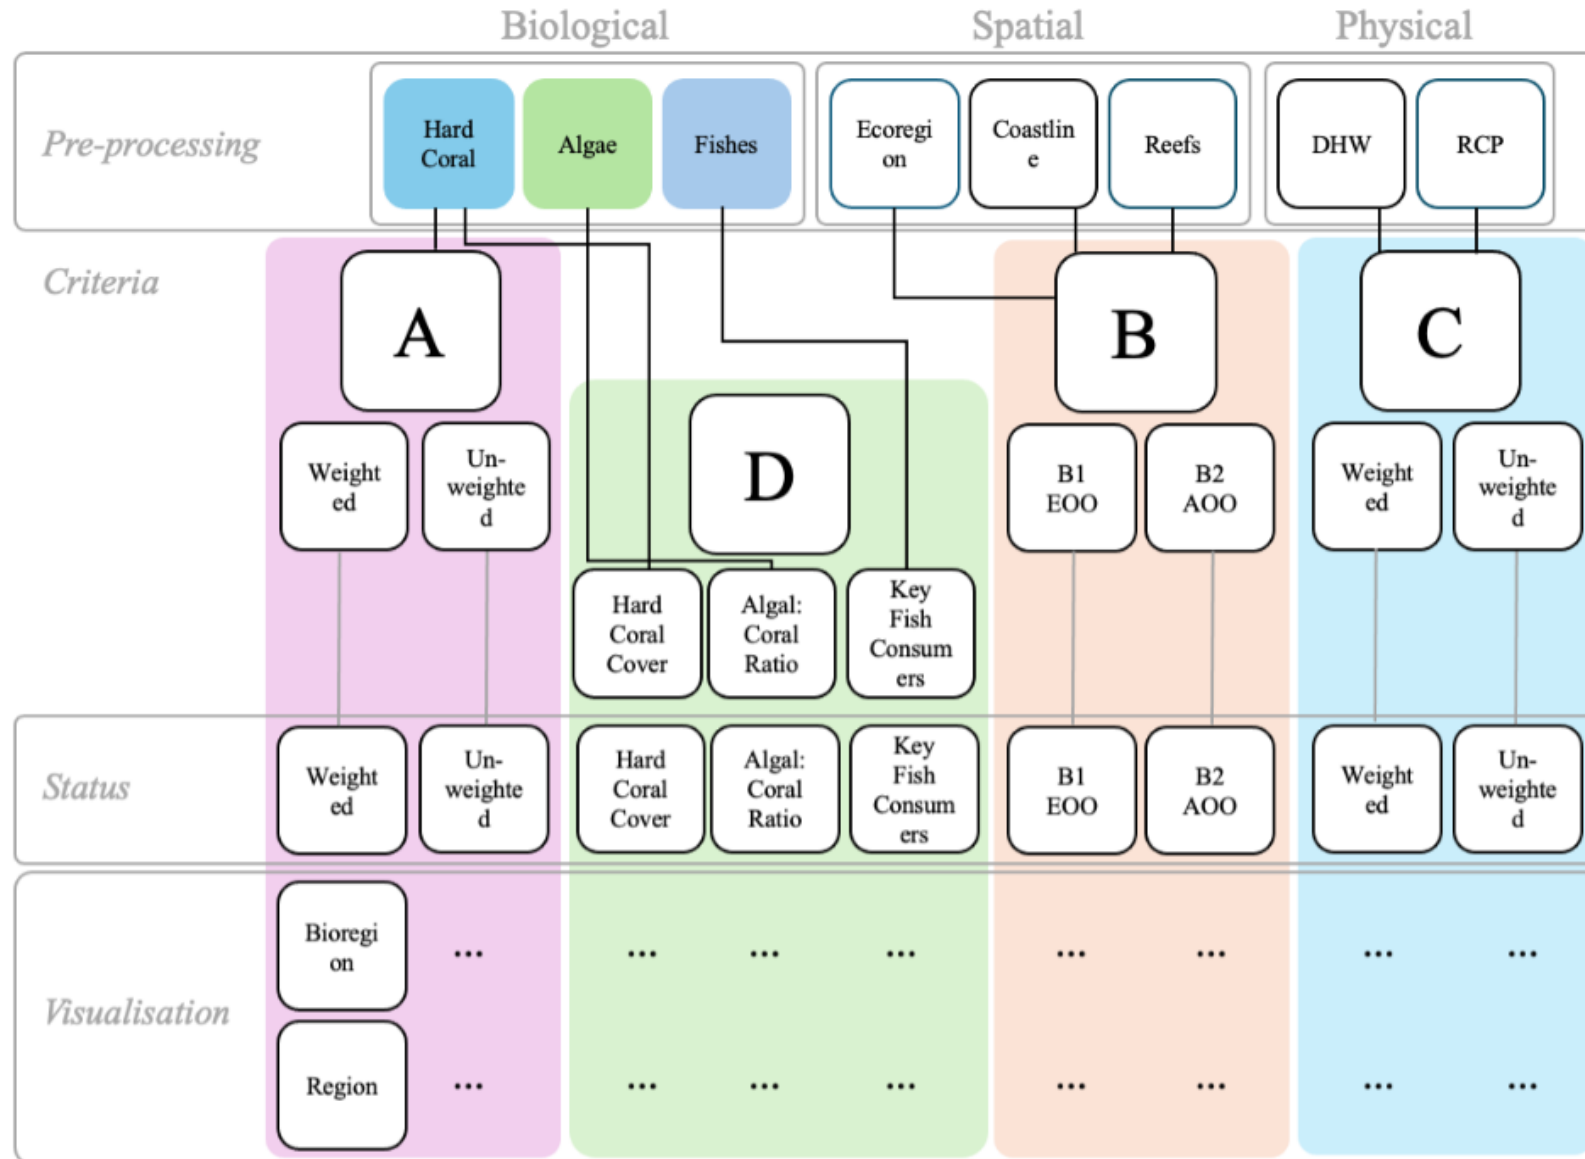 Biological
Spatial
Physical
Pre-processing
Hard
Coral
Algae
Fishes
Ecoregi
on
Coastlin
e
Reefs
DHW
RCP
Criteria
A
B
C
D
Weight
ed
Un-
weighte
d
B1
EOO
B2
AOO
Weight
ed
Un-
weighte
d
Hard
Coral
Cover
Algal:
Coral
Ratio
Key
Fish
Consum
ers
Status
Weight
ed
Un-
weighte
d
Hard
Coral
Cover
Algal:
Coral
Ratio
Key
Fish
Consum
ers
B1
EOO
B2
AOO
Weight
ed
Un-
weighte
d
Visualisation
Bioregi
on
... ... ... ... ... ... ... ...
Region
... ... ... ... ... ... ... ...